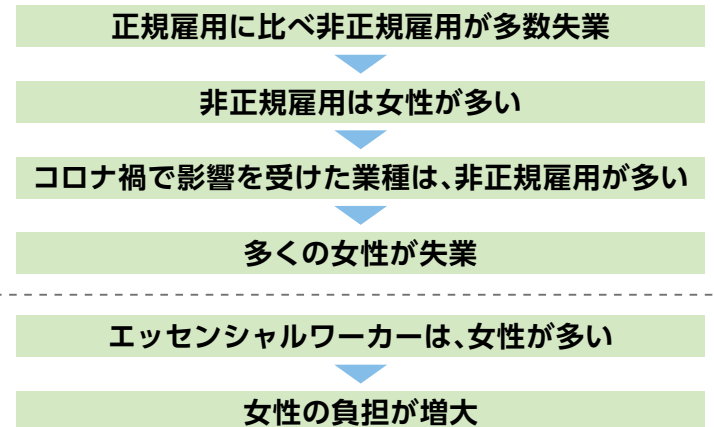 正規雇用に比べ非正規雇用が多数失業
非正規雇用は女性が多い
コロナ禍で影響を受けた業種は、非正規雇用が多い
多くの女性が失業
エッセンシャルワーカーは、女性が多い
女性の負担が増大